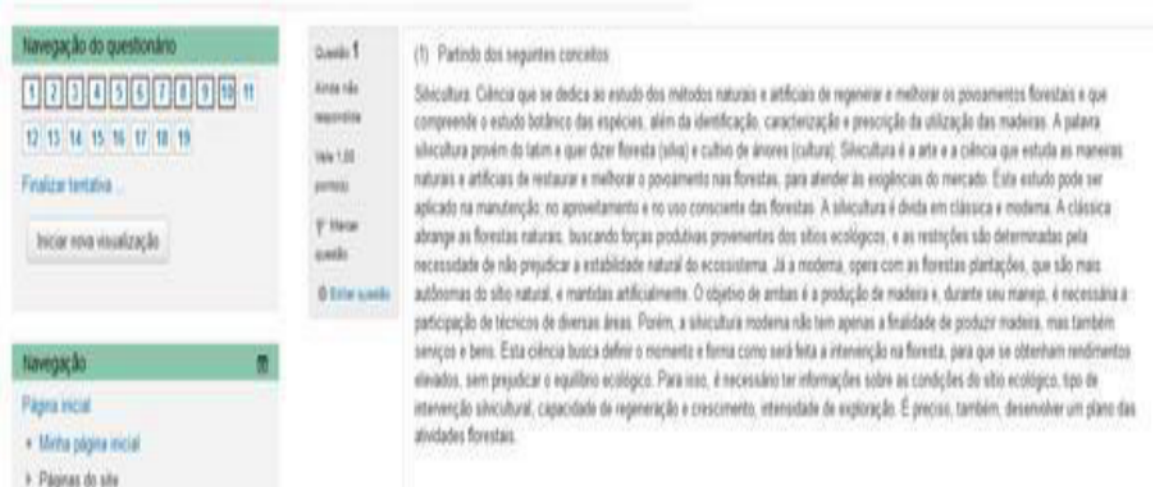 Navegação do questionário
1 2 3 4 5 6 7 8 9 10 11
12 13 14 15 16 17 18 19
Finalizar tentativa ...
Iniciar nova visualização
Navegação
Página inicial
Minha página inicial
Páginas do site
Questão 1
Ainda não
respondida
Vale 1,00
ponto(s).
Marcar
questão
Editar questão
(1) Partindo dos seguintes conceitos
Silvicultura: Ciência que se dedica ao estudo dos métodos naturais e artificiais de regenerar e melhorar os povoamentos florestais e que
compreende o estudo botânico das espécies, além da identificação, caracterização e prescrição da utilização das madeiras. A palavra
silvicultura provém do latim e quer dizer floresta (silva) e cultivo de árvores (cultura). Silvicultura é a arte e a ciência que estuda as maneiras
naturais e artificiais de restaurar e melhorar o povoamento nas florestas, para atender às exigências do mercado. Este estudo pode ser
aplicado na manutenção, no aproveitamento e no uso consciente das florestas. A silvicultura é divida em clássica e moderna. A clássica
abrange as florestas naturais, buscando forças produtivas provenientes dos sítios ecológicos, e as restrições são determinadas pela
necessidade de não prejudicar a estabilidade natural do ecossistema. Já a moderna, opera com as florestas plantações, que são mais
autônomas do sítio natural, e mantidas artificialmente. O objetivo de ambas é a produção de madeira e, durante seu manejo, é necessária a
participação de técnicos de diversas áreas. Porém, a silvicultura moderna não tem apenas a finalidade de produzir madeira, mas também
serviços e bens. Esta ciência busca definir o momento e forma como será feita a intervenção na floresta, para que se obtenham rendimentos
elevados, sem prejudicar o equilíbrio ecológico. Para isso, é necessário ter informações sobre as condições do sítio ecológico, tipo de
intervenção silvicultural, capacidade de regeneração e crescimento, intensidade de exploração. É preciso, também, desenvolver um plano das
atividades florestais.